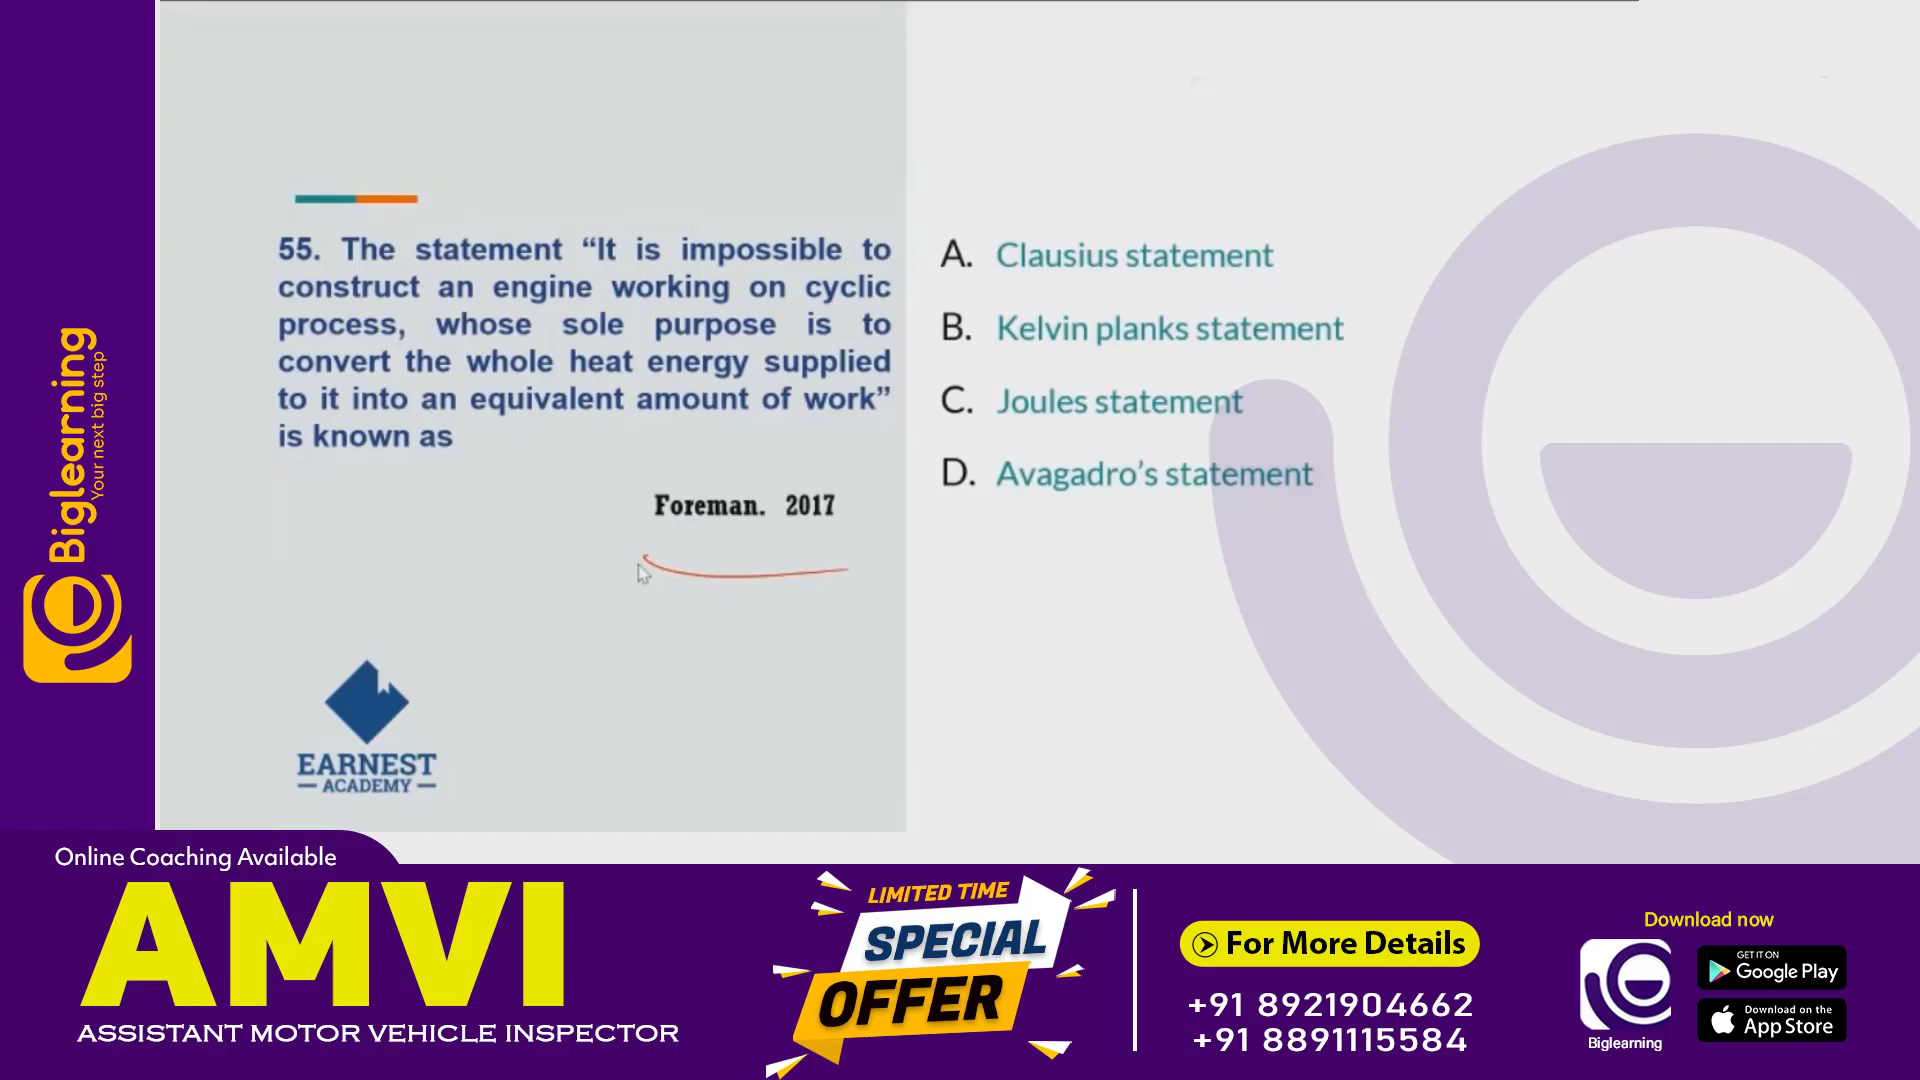 55. The statement “It is impossible to
construct an engine working on cyclic
process, whose sole purpose is to
convert the whole heat energy supplied
to it into an equivalent amount of work”
is known as
Foreman. 2017
A. Clausius statement
B. Kelvin planks statement
C. Joules statement
D. Avagadro’s statement
EARNEST
ACADEMY
Biglearning
Your next big step
Online Coaching Available
AMVI
ASSISTANT MOTOR VEHICLE INSPECTOR
LIMITED TIME
SPECIAL
OFFER
For More Details
+91 8921904662
+91 8891115584
Download now
Biglearning
GET IT ON
Google Play
Download on the
App Store